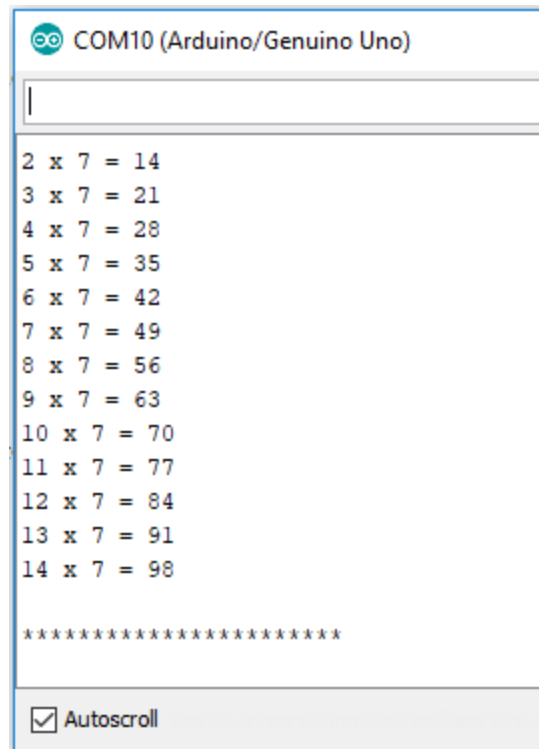 COM10 (Arduino/Genuino Uno)
2 x 7 = 14
3 x 7 = 21
4 x 7 = 28
5 x 7 = 35
6 x 7 = 42
7 x 7 = 49
8 x 7 = 56
9 x 7 = 63
10 x 7 = 70
11 x 7 = 77
12 x 7 = 84
13 x 7 = 91
14 x 7 = 98
***********************
Autoscroll